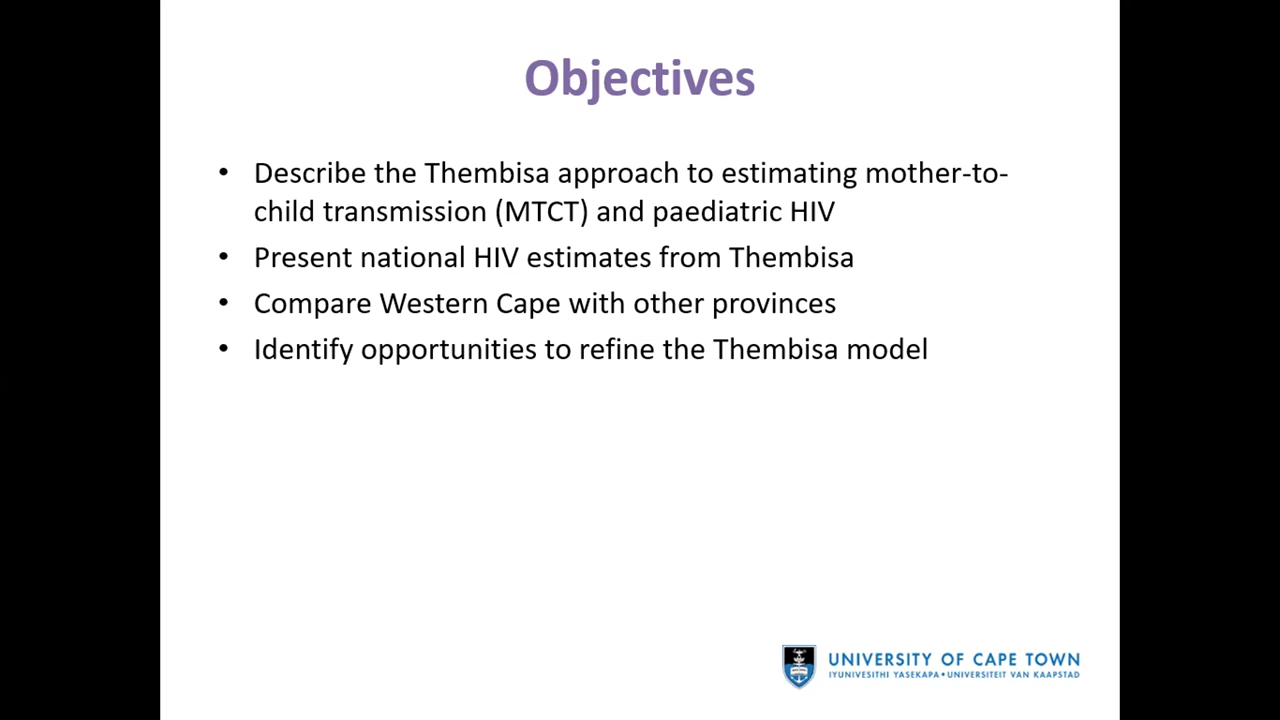 Objectives
• Describe the Thembisa approach to estimating mother-to-
child transmission (MTCT) and paediatric HIV
• Present national HIV estimates from Thembisa
• Compare Western Cape with other provinces
• Identify opportunities to refine the Thembisa model
UNIVERSITY OF CAPE TOWN
IYUNIVESITHI YASEKAPA • UNIVERSITEIT VAN KAAPSTAD